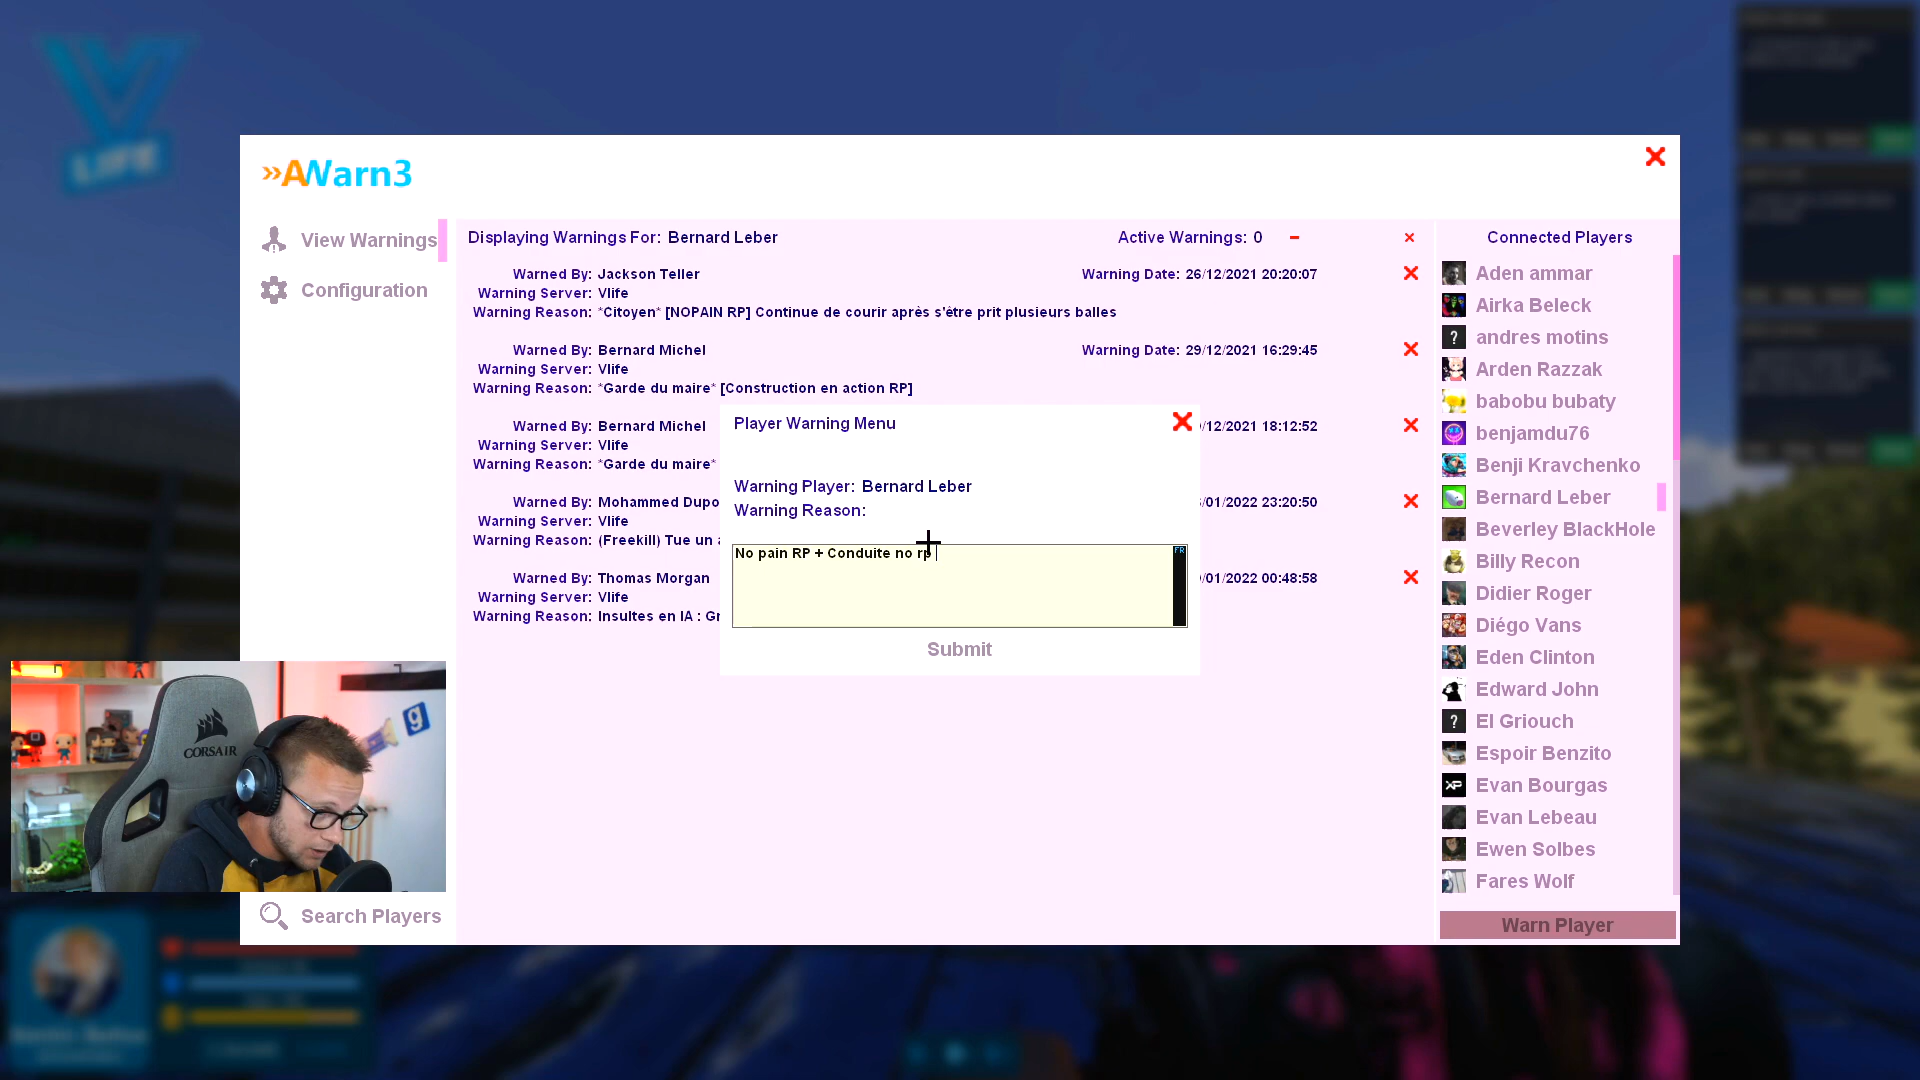 LIFE
»AWarn3
View Warnings
Configuration
Displaying Warnings For: Bernard Leber
Active Warnings: 0
Warned By: Jackson Teller
Warning Date: 26/12/2021 20:20:07
Warning Server: Vlife
Warning Reason: *Citoyen* [NOPAIN RP] Continue de courir après s'être prit plusieurs balles
Warned By: Bernard Michel
Warning Date: 29/12/2021 16:29:45
Warning Server: Vlife
Warning Reason: *Garde du maire* [Construction en action RP]
Warned By: Bernard Michel
/12/2021 18:12:52
Warning Server: Vlife
Warning Reason: *Garde du maire*
Warned By: Mohammed Dupo
/01/2022 23:20:50
Warning Server: Vlife
Warning Reason: (Freekill) Tue un
Warned By: Thomas Morgan
/01/2022 00:48:58
Warning Server: Vlife
Warning Reason: Insultes en IA : Gr
Player Warning Menu
Warning Player: Bernard Leber
Warning Reason:
No pain RP + Conduite no rp
FR
Submit
Connected Players
Aden ammar
Airka Beleck
andres motins
Arden Razzak
babobu bubaty
benjamdu76
Benji Kravchenko
Bernard Leber
Beverley BlackHole
Billy Recon
Didier Roger
Diégo Vans
Eden Clinton
Edward John
El Griouch
Espoir Benzito
XP
Evan Bourgas
Evan Lebeau
Ewen Solbes
Fares Wolf
Warn Player
CORSAIR
g
Search Players